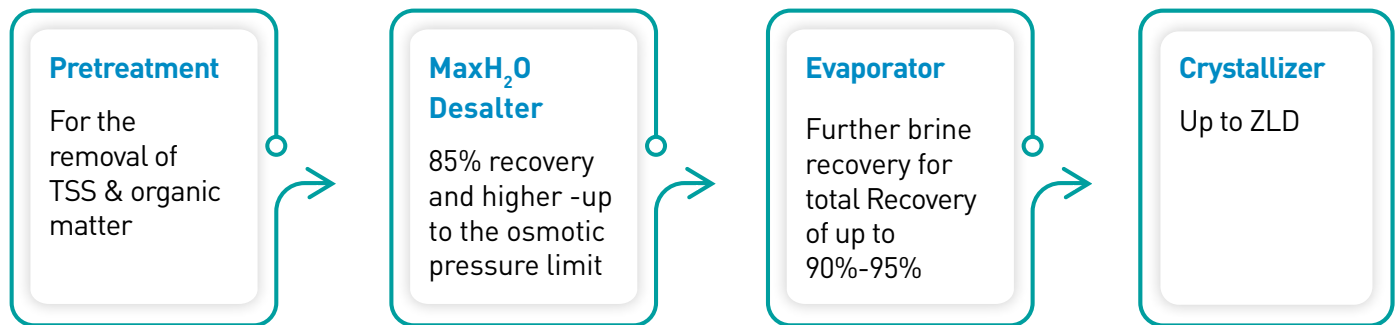 Pretreatment
For the
removal of
TSS & organic
matter
MaxH₂O
Desalter
85% recovery
and higher -up
to the osmotic
pressure limit
Evaporator
Further brine
recovery for
total Recovery
of up to
90%-95%
Crystallizer
Up to ZLD